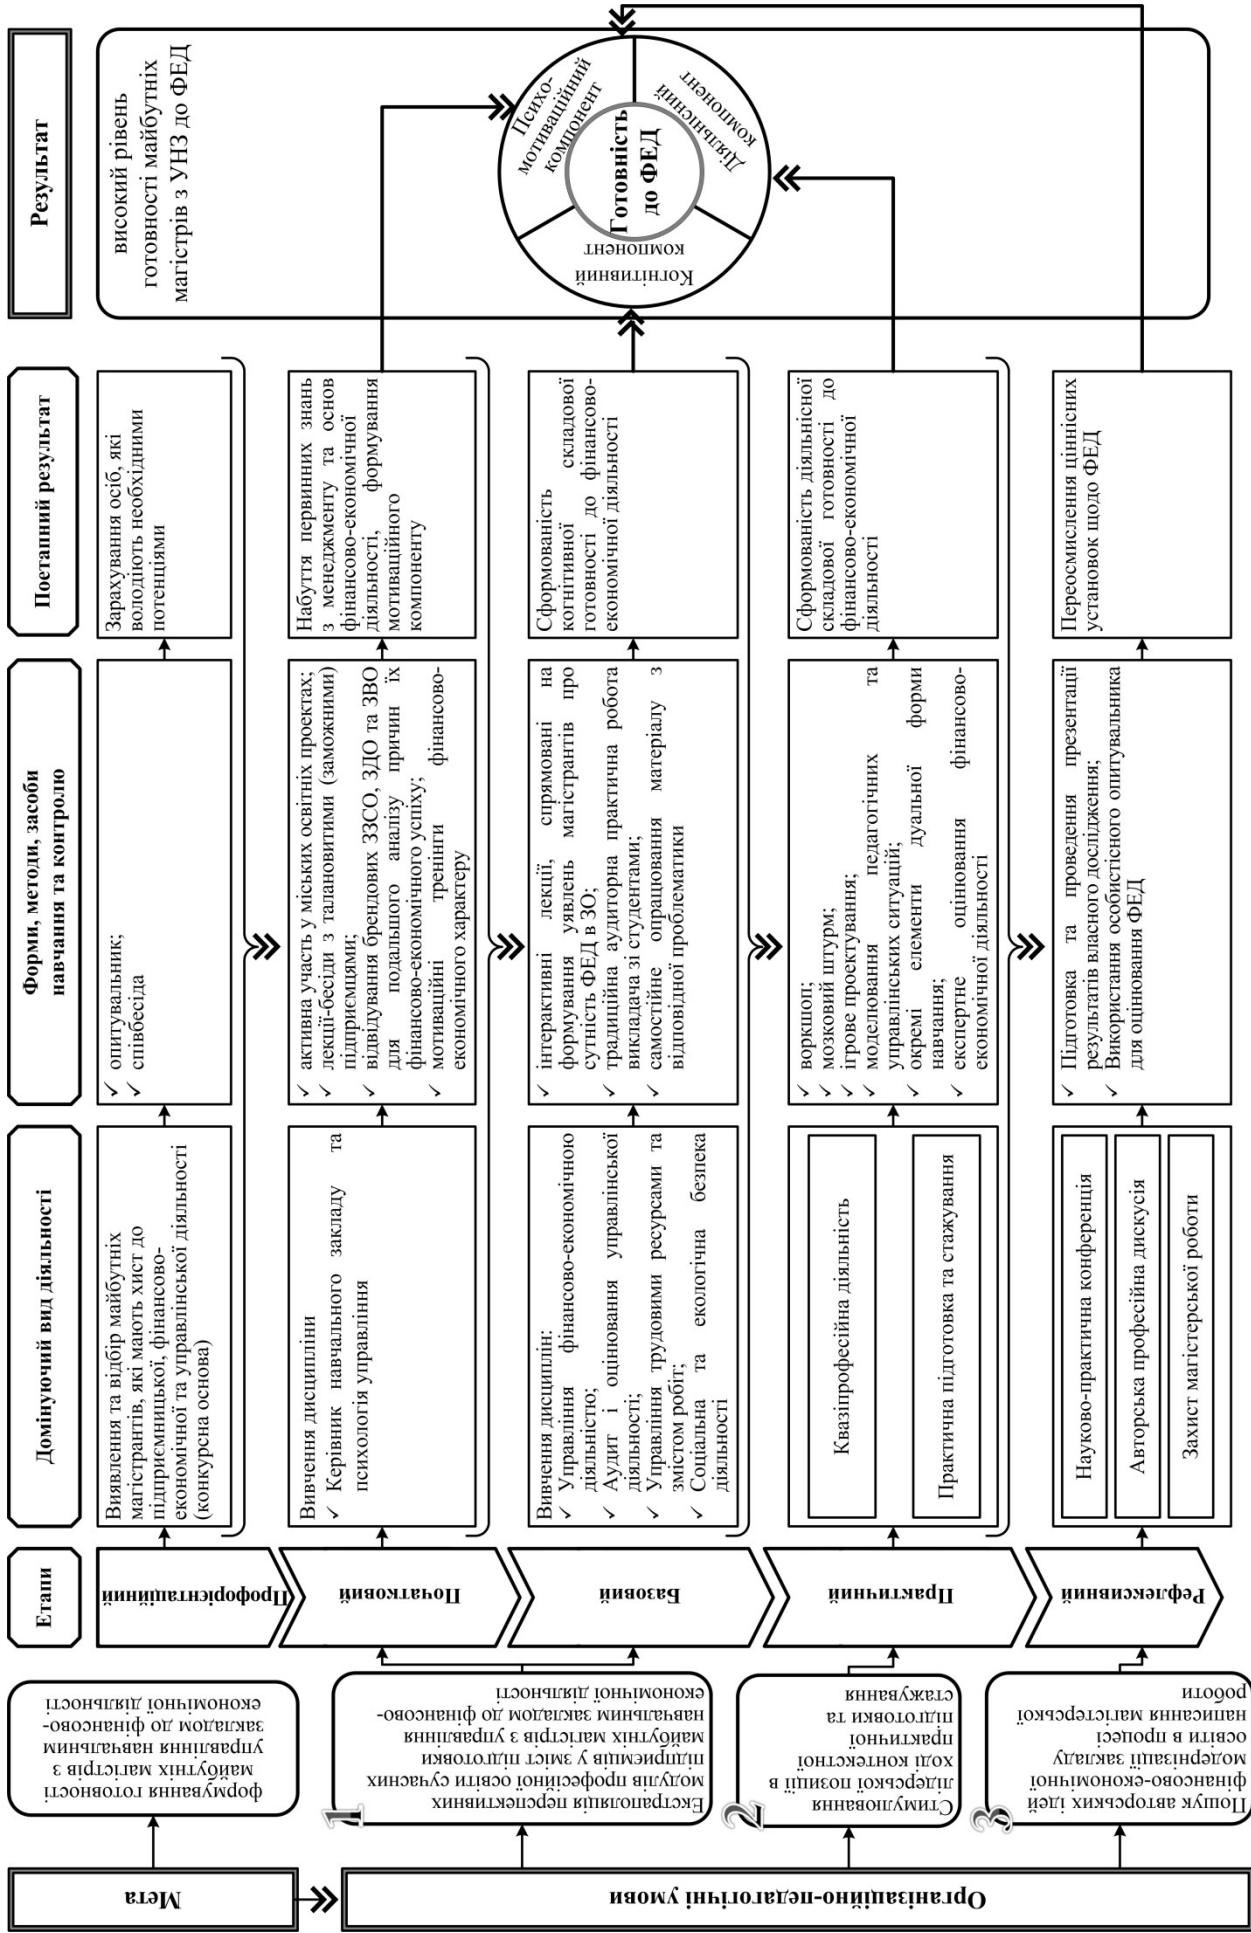 Мета
формування готовності
майбутніх магістрів з
управління навчальним
закладом до фінансово-
економічної діяльності
Організаційно-педагогічні умови
1
Екстраполяція перспективних
модулів професійної освіти сучасних
підприємців у зміст підготовки
майбутніх магістрів з управління
навчальним закладом до фінансово-
економічної діяльності
2
Стимулювання
лідерської позиції в
ході контекстної
практичної
підготовки та
стажування
3
Пошук авторських ідей
фінансово-економічної
модернізації закладу
освіти в процесі
написання магістерської
роботи
Етапи
Домінуючий вид діяльності
Форми, методи, засоби
навчання та контролю
Поетапний результат
Результат
Профорієнтаційний
Виявлення та відбір майбутніх
магістрантів, які мають хист до
підприємницької, фінансово-
економічної та управлінської діяльності
(конкурсна основа)
✓ опитувальник;
✓ співбесіда
Зарахування осіб, які
володіють необхідними
потенціями
Початковий
Вивчення дисципліни
✓ Керівник навчального закладу та
психологія управління
✓ активна участь у міських освітніх проектах;
✓ лекції-бесіди з талановитими (заможними)
підприємцями;
✓ відвідування брендових ЗЗСО, ЗДО та ЗВО
для подальшого аналізу причин їх
фінансово-економічного успіху;
✓ мотиваційні тренінги фінансово-
економічного характеру
Набуття первинних знань
з менеджменту та основ
фінансово-економічної
діяльності, формування
мотиваційного
компоненту
Базовий
Вивчення дисциплін:
✓ Управління фінансово-економічною
діяльністю;
✓ Аудит і оцінювання управлінської
діяльності;
✓ Управління трудовими ресурсами та
змістом робіт;
✓ Соціальна та екологічна безпека
діяльності
✓ інтерактивні лекції, спрямовані на
формування уявлень магістрантів про
сутність ФЕД в ЗО;
✓ традиційна аудиторна практична робота
викладача зі студентами;
✓ самостійне опрацювання матеріалу з
відповідної проблематики
Сформованість
когнітивної складової
готовності до фінансово-
економічної діяльності
Практичний
Квазіпрофесійна діяльність
Практична підготовка та стажування
✓ воркшоп;
✓ мозковий штурм;
✓ ігрове проектування;
✓ моделювання педагогічних та
управлінських ситуацій;
✓ окремі елементи дуальної форми
навчання;
✓ експертне оцінювання фінансово-
економічної діяльності
Сформованість діяльнісної
складової готовності до
фінансово-економічної
діяльності
Рефлексивний
Науково-практична конференція
Авторська професійна дискусія
Захист магістерської роботи
✓ Підготовка та проведення презентації
результатів власного дослідження;
✓ Використання особистісного опитувальника
для оцінювання ФЕД
Переосмислення ціннісних
установок щодо ФЕД
високий рівень
готовності майбутніх
магістрів з УНЗ до ФЕД
Психо-
мотиваційний
компонент
Діяльнісний
компонент
Когнітивний
компонент
Готовність
до ФЕД